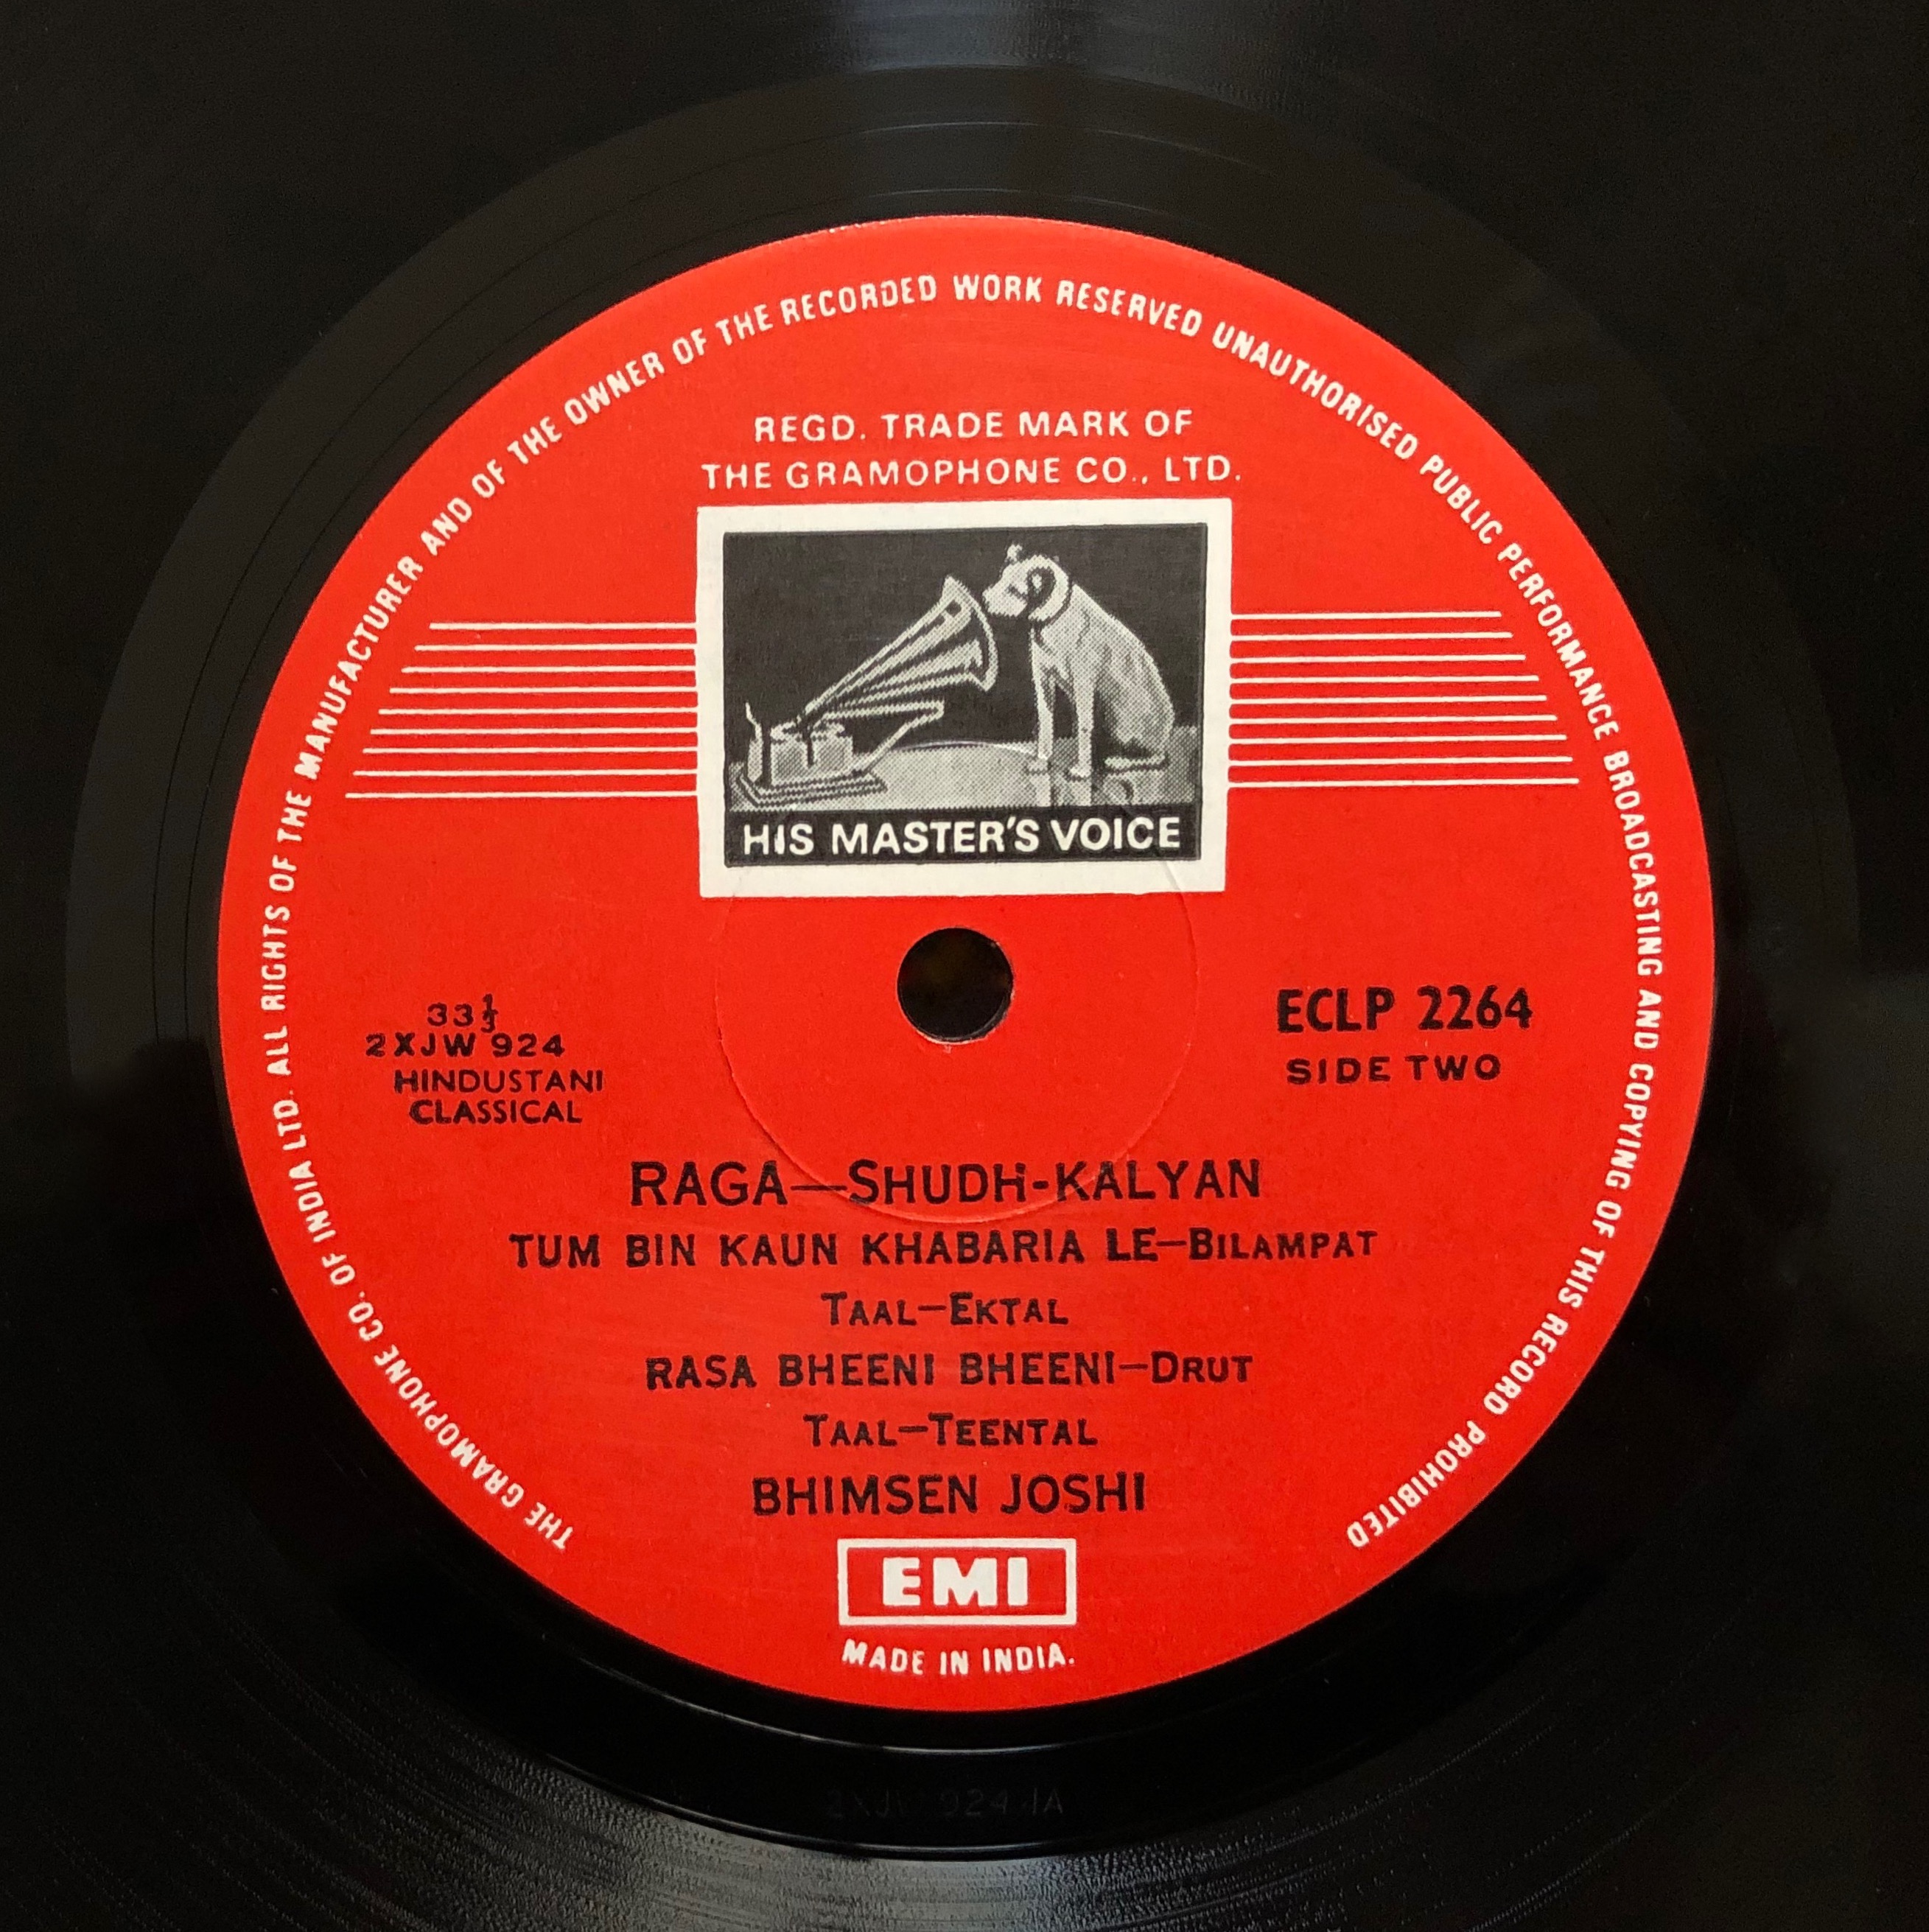 THE GRAMOPHONE CO. OF INDIA LTD. ALL RIGHTS OF THE MANUFACTURER AND OF THE OWNER OF THE RECORDED WORK RESERVED UNAUTHORISED PUBLIC PERFORMANCE BROADCASTING AND COPYING OF THIS RECORD PROHIBITED
REGD. TRADE MARK OF
THE GRAMOPHONE CO., LTD.
HIS MASTER'S VOICE
33⅓
2XJW 924
HINDUSTANI
CLASSICAL
ECLP 2264
SIDE TWO
RAGA—SHUDH-KALYAN
TUM BIN KAUN KHABARIA LE—BILAMPAT
TAAL—EKTAL
RASA BHEENI BHEENI—DRUT
TAAL—TEENTAL
BHIMSEN JOSHI
EMI
MADE IN INDIA.
2XJW 924 1A